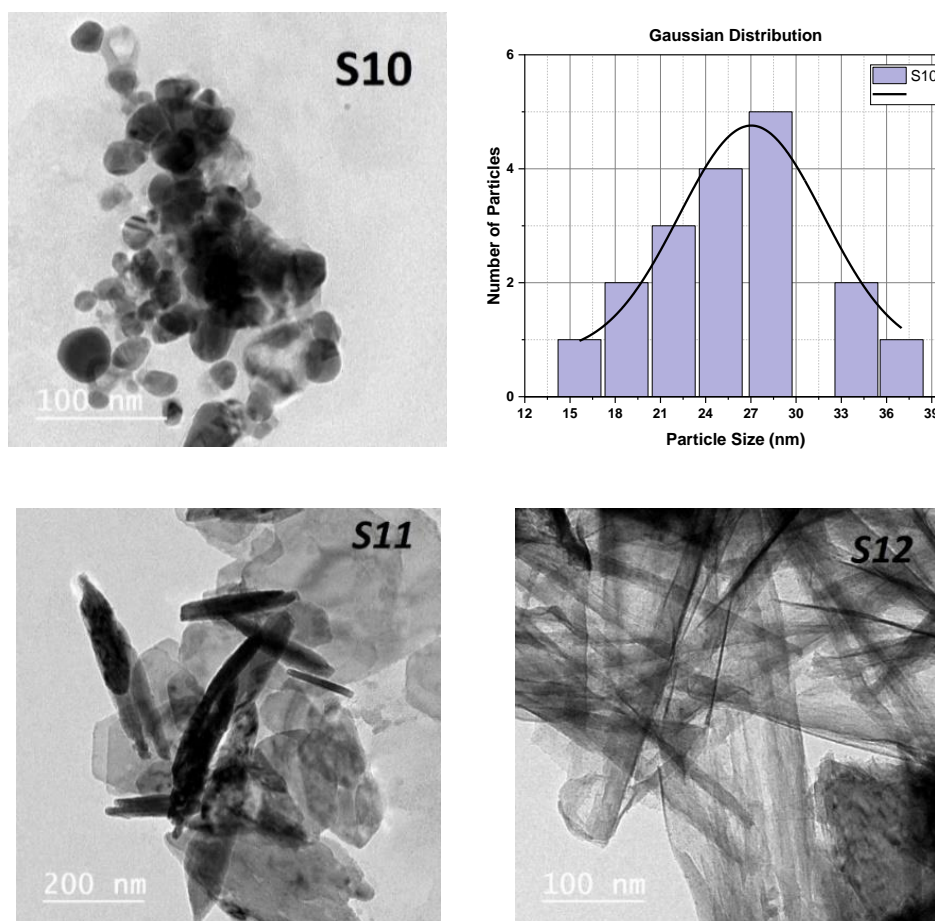 S10
100 nm
Gaussian Distribution
S10
Number of Particles
6
4
2
0
12 15 18 21 24 27 30 33 36 39
Particle Size (nm)
S11
200 nm
S12
100 nm